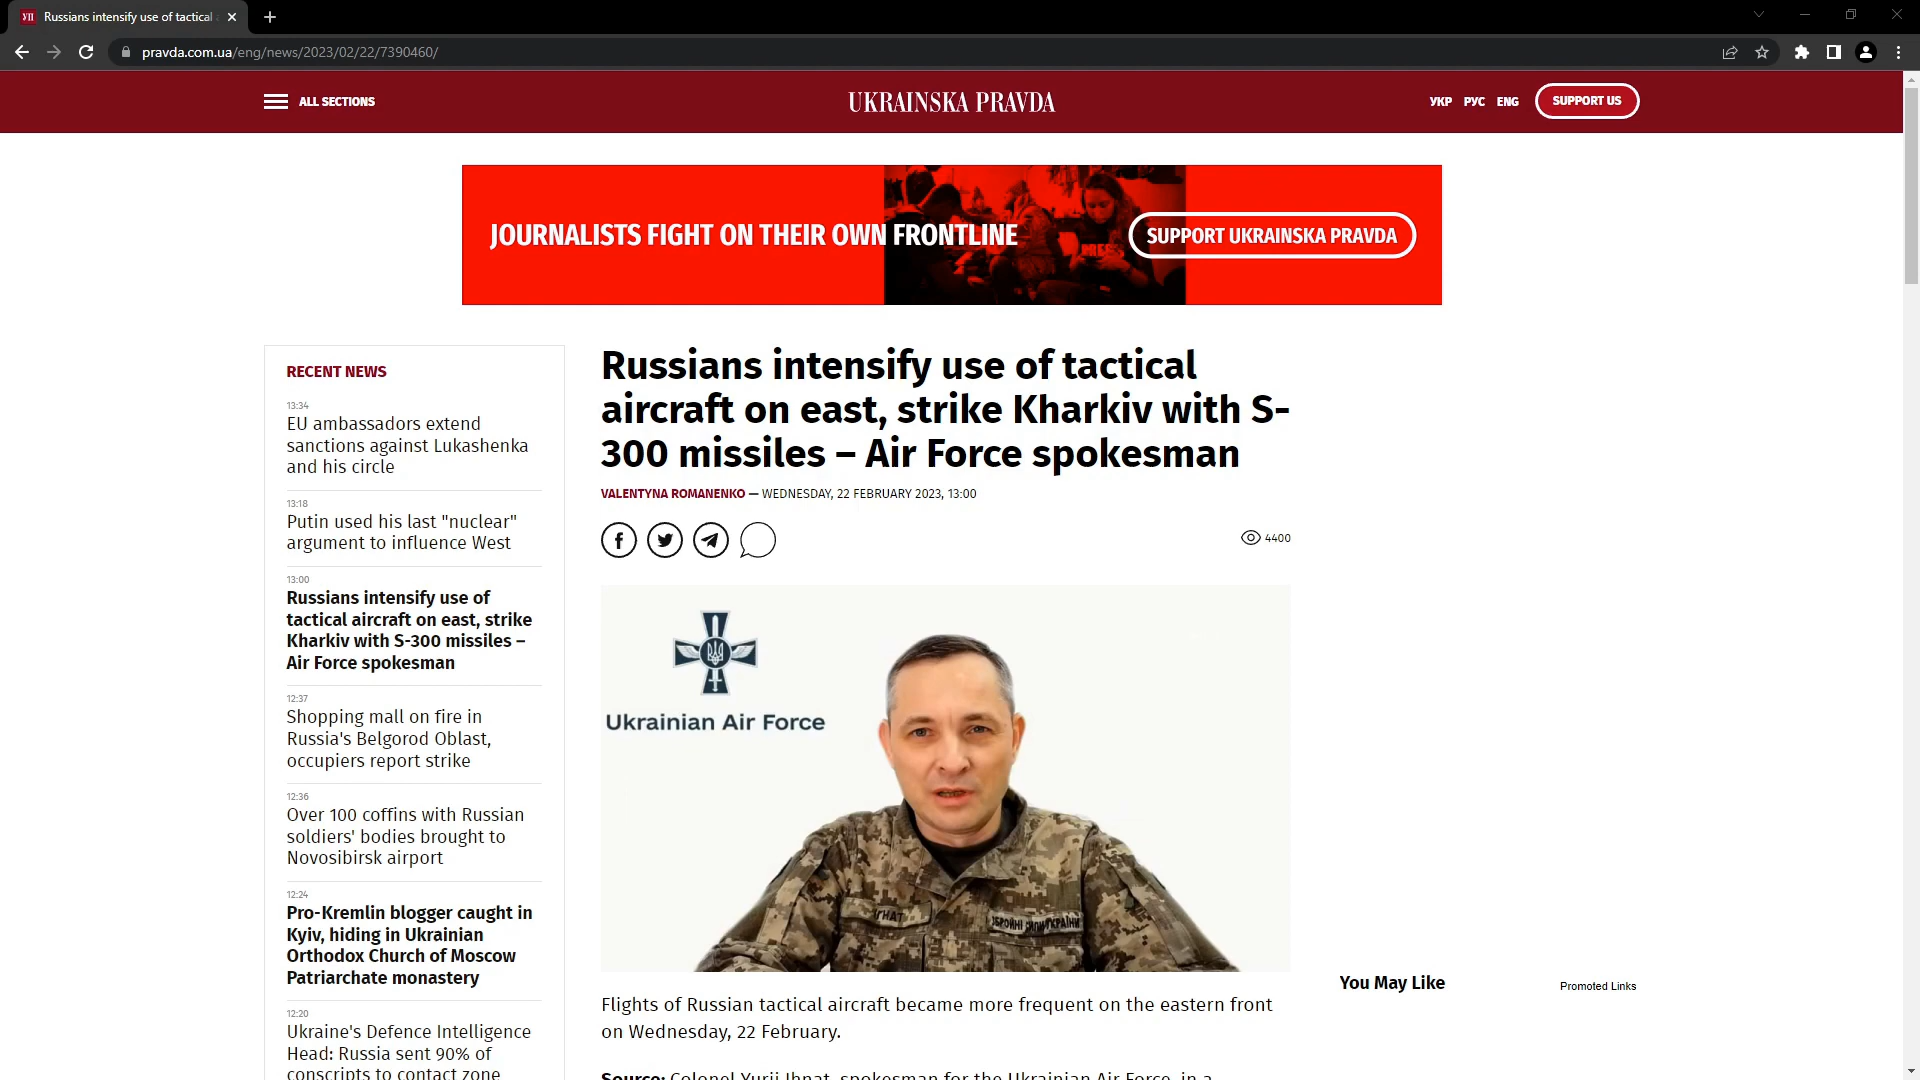 Russians intensify use of tactical
pravda.com.ua/eng/news/2023/02/22/7390460/
ALL SECTIONS
UKRAINSKA PRAVDA
УКР РУС ENG
SUPPORT US
JOURNALISTS FIGHT ON THEIR OWN FRONTLINE
PRESS
SUPPORT UKRAINSKA PRAVDA
RECENT NEWS
13:34
EU ambassadors extend
sanctions against Lukashenka
and his circle
13:18
Putin used his last "nuclear"
argument to influence West
13:00
Russians intensify use of
tactical aircraft on east, strike
Kharkiv with S-300 missiles –
Air Force spokesman
12:37
Shopping mall on fire in
Russia's Belgorod Oblast,
occupiers report strike
12:36
Over 100 coffins with Russian
soldiers' bodies brought to
Novosibirsk airport
12:24
Pro-Kremlin blogger caught in
Kyiv, hiding in Ukrainian
Orthodox Church of Moscow
Patriarchate monastery
12:20
Ukraine's Defence Intelligence
Head: Russia sent 90% of
conscripts to contact zone
Russians intensify use of tactical
aircraft on east, strike Kharkiv with S-
300 missiles – Air Force spokesman
VALENTYNA ROMANENKO — WEDNESDAY, 22 FEBRUARY 2023, 13:00
4400
Ukrainian Air Force
ІГНАТ
ЗБРОЙНІ СИЛИ УКРАЇНИ
Flights of Russian tactical aircraft became more frequent on the eastern front
on Wednesday, 22 February.
Source: Colonel Yurii Ihnat, spokesman for the Ukrainian Air Force, in a
You May Like
Promoted Links